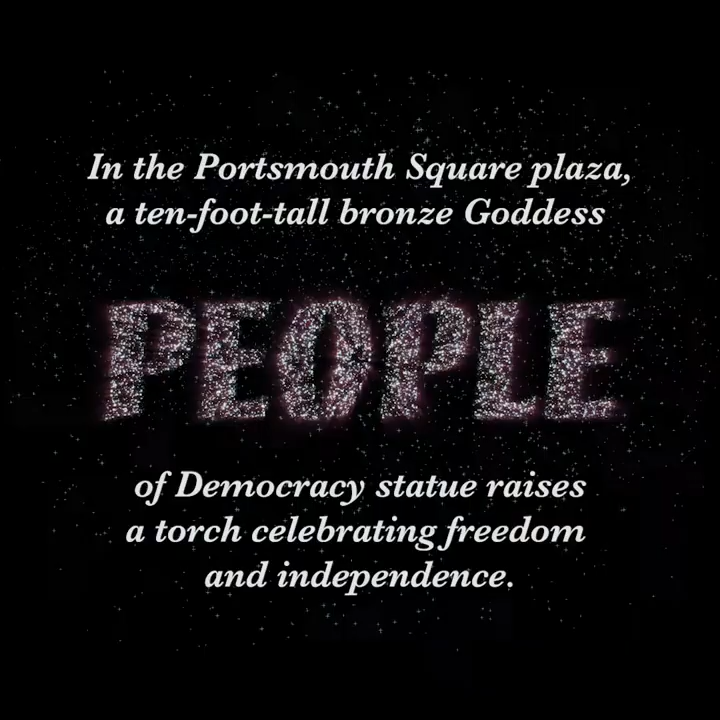 In the Portsmouth Square plaza,
a ten-foot-tall bronze Goddess
PEOPLE
of Democracy statue raises
a torch celebrating freedom
and independence.